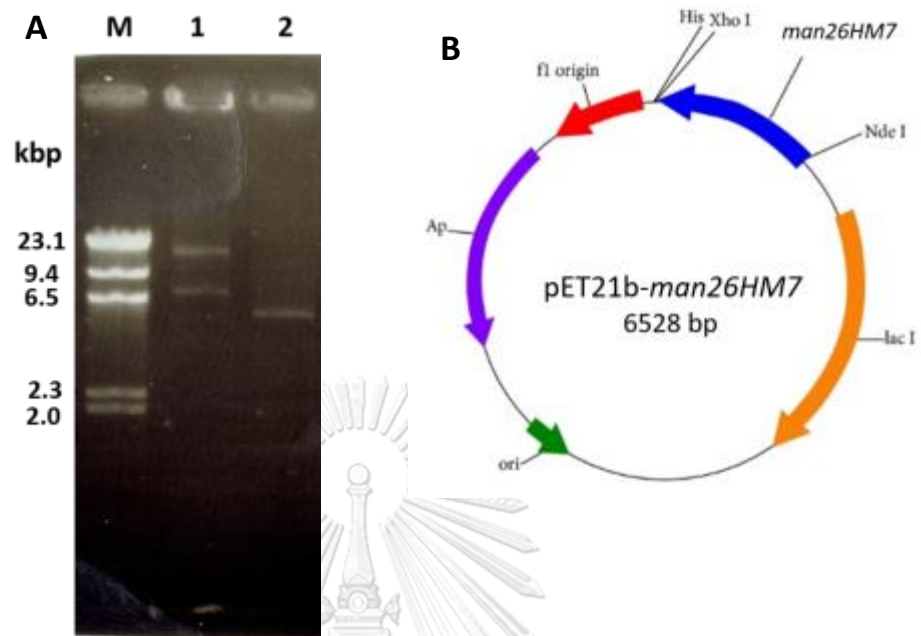 A
M 1 2
kbp
23.1
9.4
6.5
2.3
2.0
B
His Xho I
man26HM7
f1 origin
Nde I
Ap
pET21b-man26HM7
6528 bp
lac I
ori